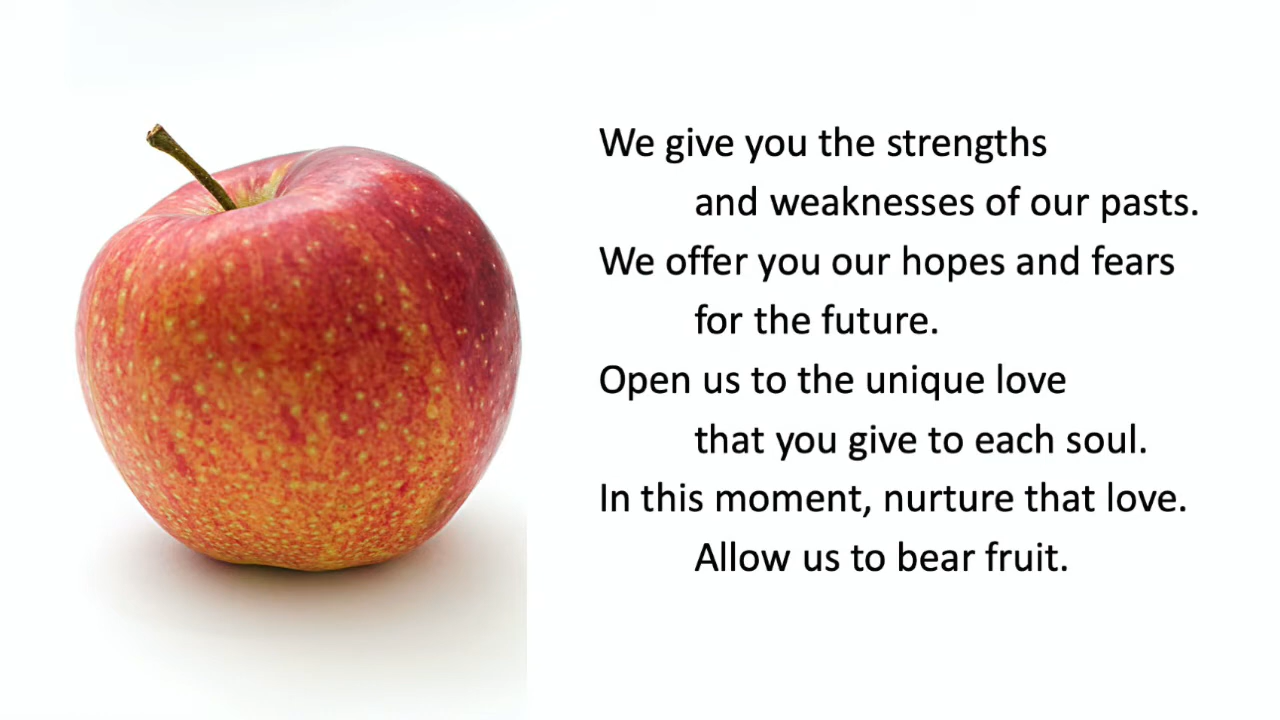 We give you the strengths
and weaknesses of our pasts.
We offer you our hopes and fears
for the future.
Open us to the unique love
that you give to each soul.
In this moment, nurture that love.
Allow us to bear fruit.